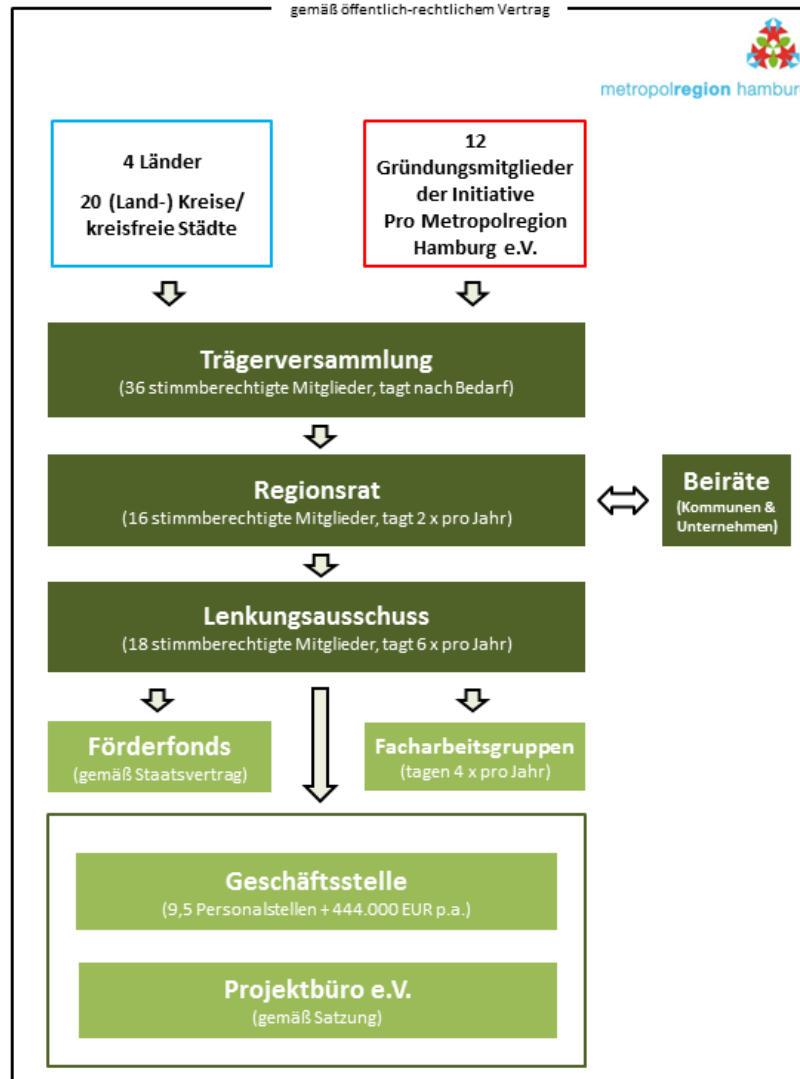 gemäß öffentlich-rechtlichem Vertrag
metropolregion hamburg
4 Länder
20 (Land-) Kreise/
kreisfreie Städte
12
Gründungsmitglieder
der Initiative
Pro Metropolregion
Hamburg e.V.
Trägerversammlung
(36 stimmberechtigte Mitglieder, tagt nach Bedarf)
Regionsrat
(16 stimmberechtigte Mitglieder, tagt 2 x pro Jahr)
Beiräte
(Kommunen &
Unternehmen)
Lenkungsausschuss
(18 stimmberechtigte Mitglieder, tagt 6 x pro Jahr)
Förderfonds
(gemäß Staatsvertrag)
Facharbeitsgruppen
(tagen 4 x pro Jahr)
Geschäftsstelle
(9,5 Personalstellen + 444.000 EUR p.a.)
Projektbüro e.V.
(gemäß Satzung)